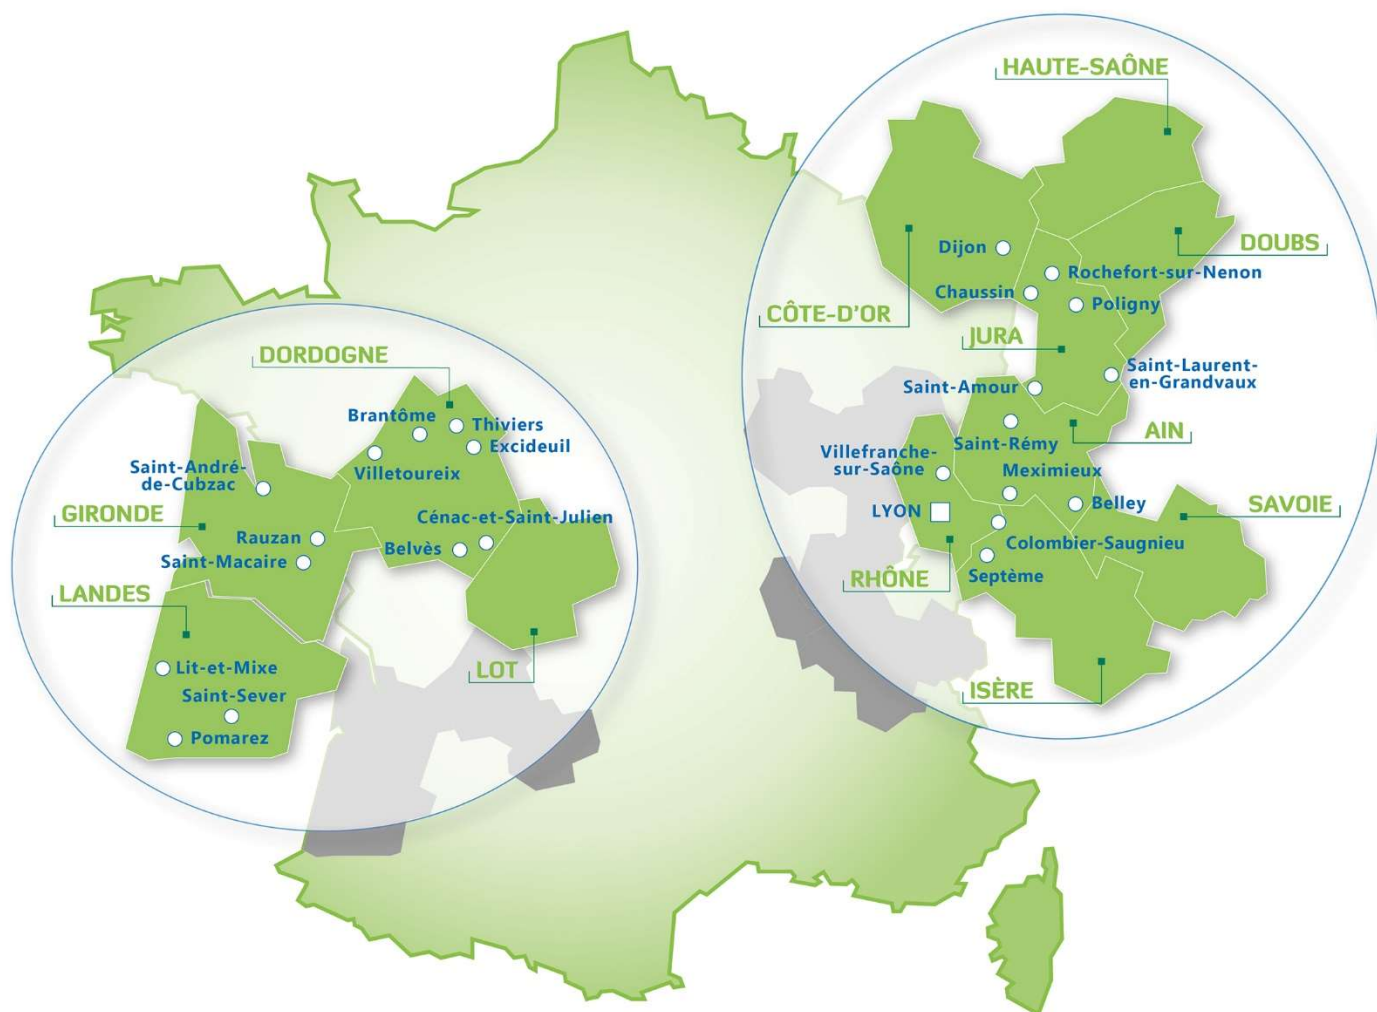 HAUTE-SAÔNE
DOUBS
Dijon
Rochefort-sur-Nenon
Chaussin
Poligny
CÔTE-D'OR
JURA
Saint-Laurent-
en-Grandvaux
Saint-Amour
AIN
Saint-Rémy
Villefranche-
sur-Saône
Meximieux
Belley
SAVOIE
LYON
Colombier-Saugnieu
Septème
RHÔNE
ISÈRE
DORDOGNE
Brantôme
Thiviers
Excideuil
Villetoureix
Saint-André-
de-Cubzac
GIRONDE
Cénac-et-Saint-Julien
Rauzan
Belvès
Saint-Macaire
LANDES
LOT
Lit-et-Mixe
Saint-Sever
Pomarez